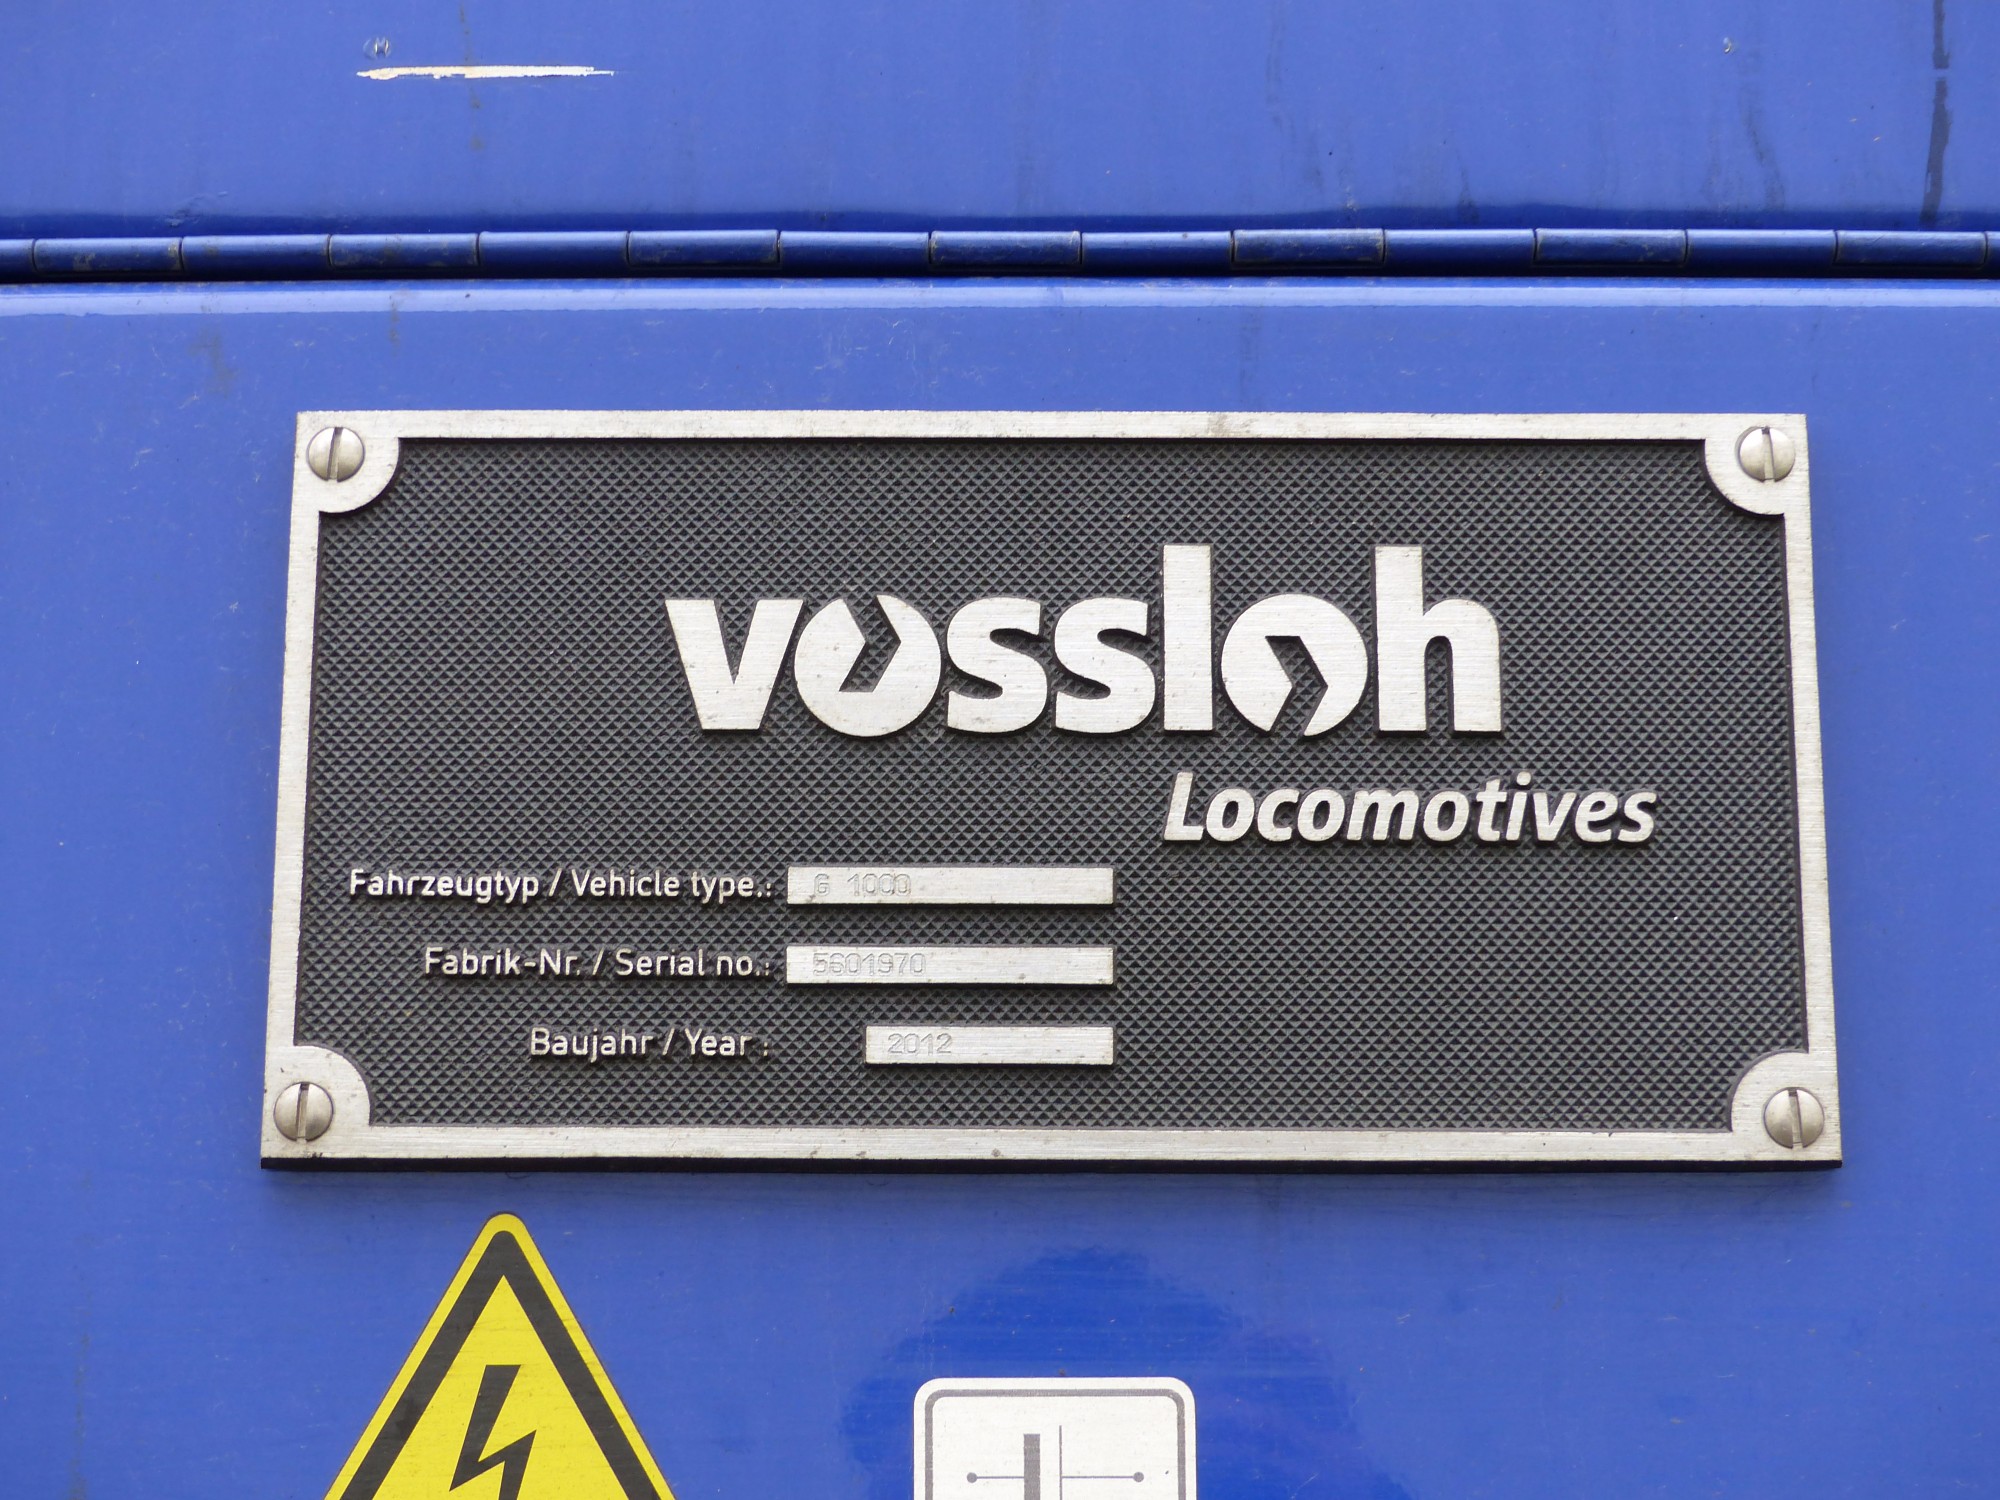 vossloh
Locomotives
Fahrzeugtyp / Vehicle type.: G 1000
Fabrik-Nr. / Serial no.: 5601970
Baujahr / Year : 2012